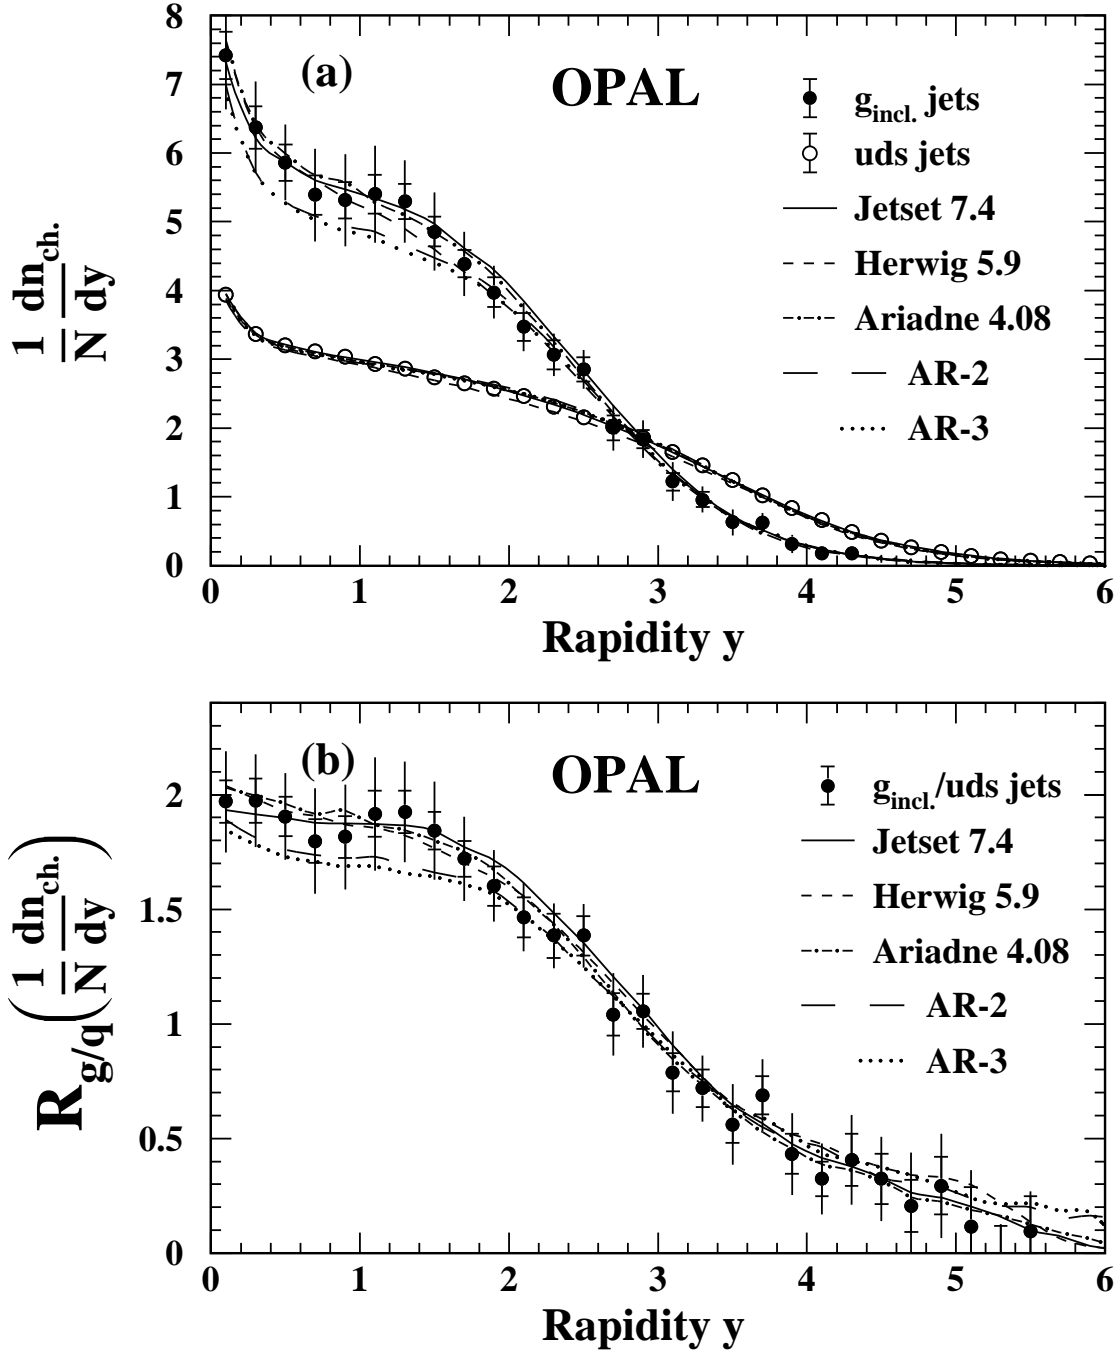 8
7
6
5
4
3
2
1
0
(a)
OPAL
g_incl. jets
uds jets
Jetset 7.4
Herwig 5.9
Ariadne 4.08
AR-2
AR-3
1 dn_ch.
N dy
0 1 2 3 4 5 6
Rapidity y
2
1.5
1
0.5
0
(b)
OPAL
g_incl./uds jets
Jetset 7.4
Herwig 5.9
Ariadne 4.08
AR-2
AR-3
R_g/q(1 dn_ch.
N dy)
0 1 2 3 4 5 6
Rapidity y